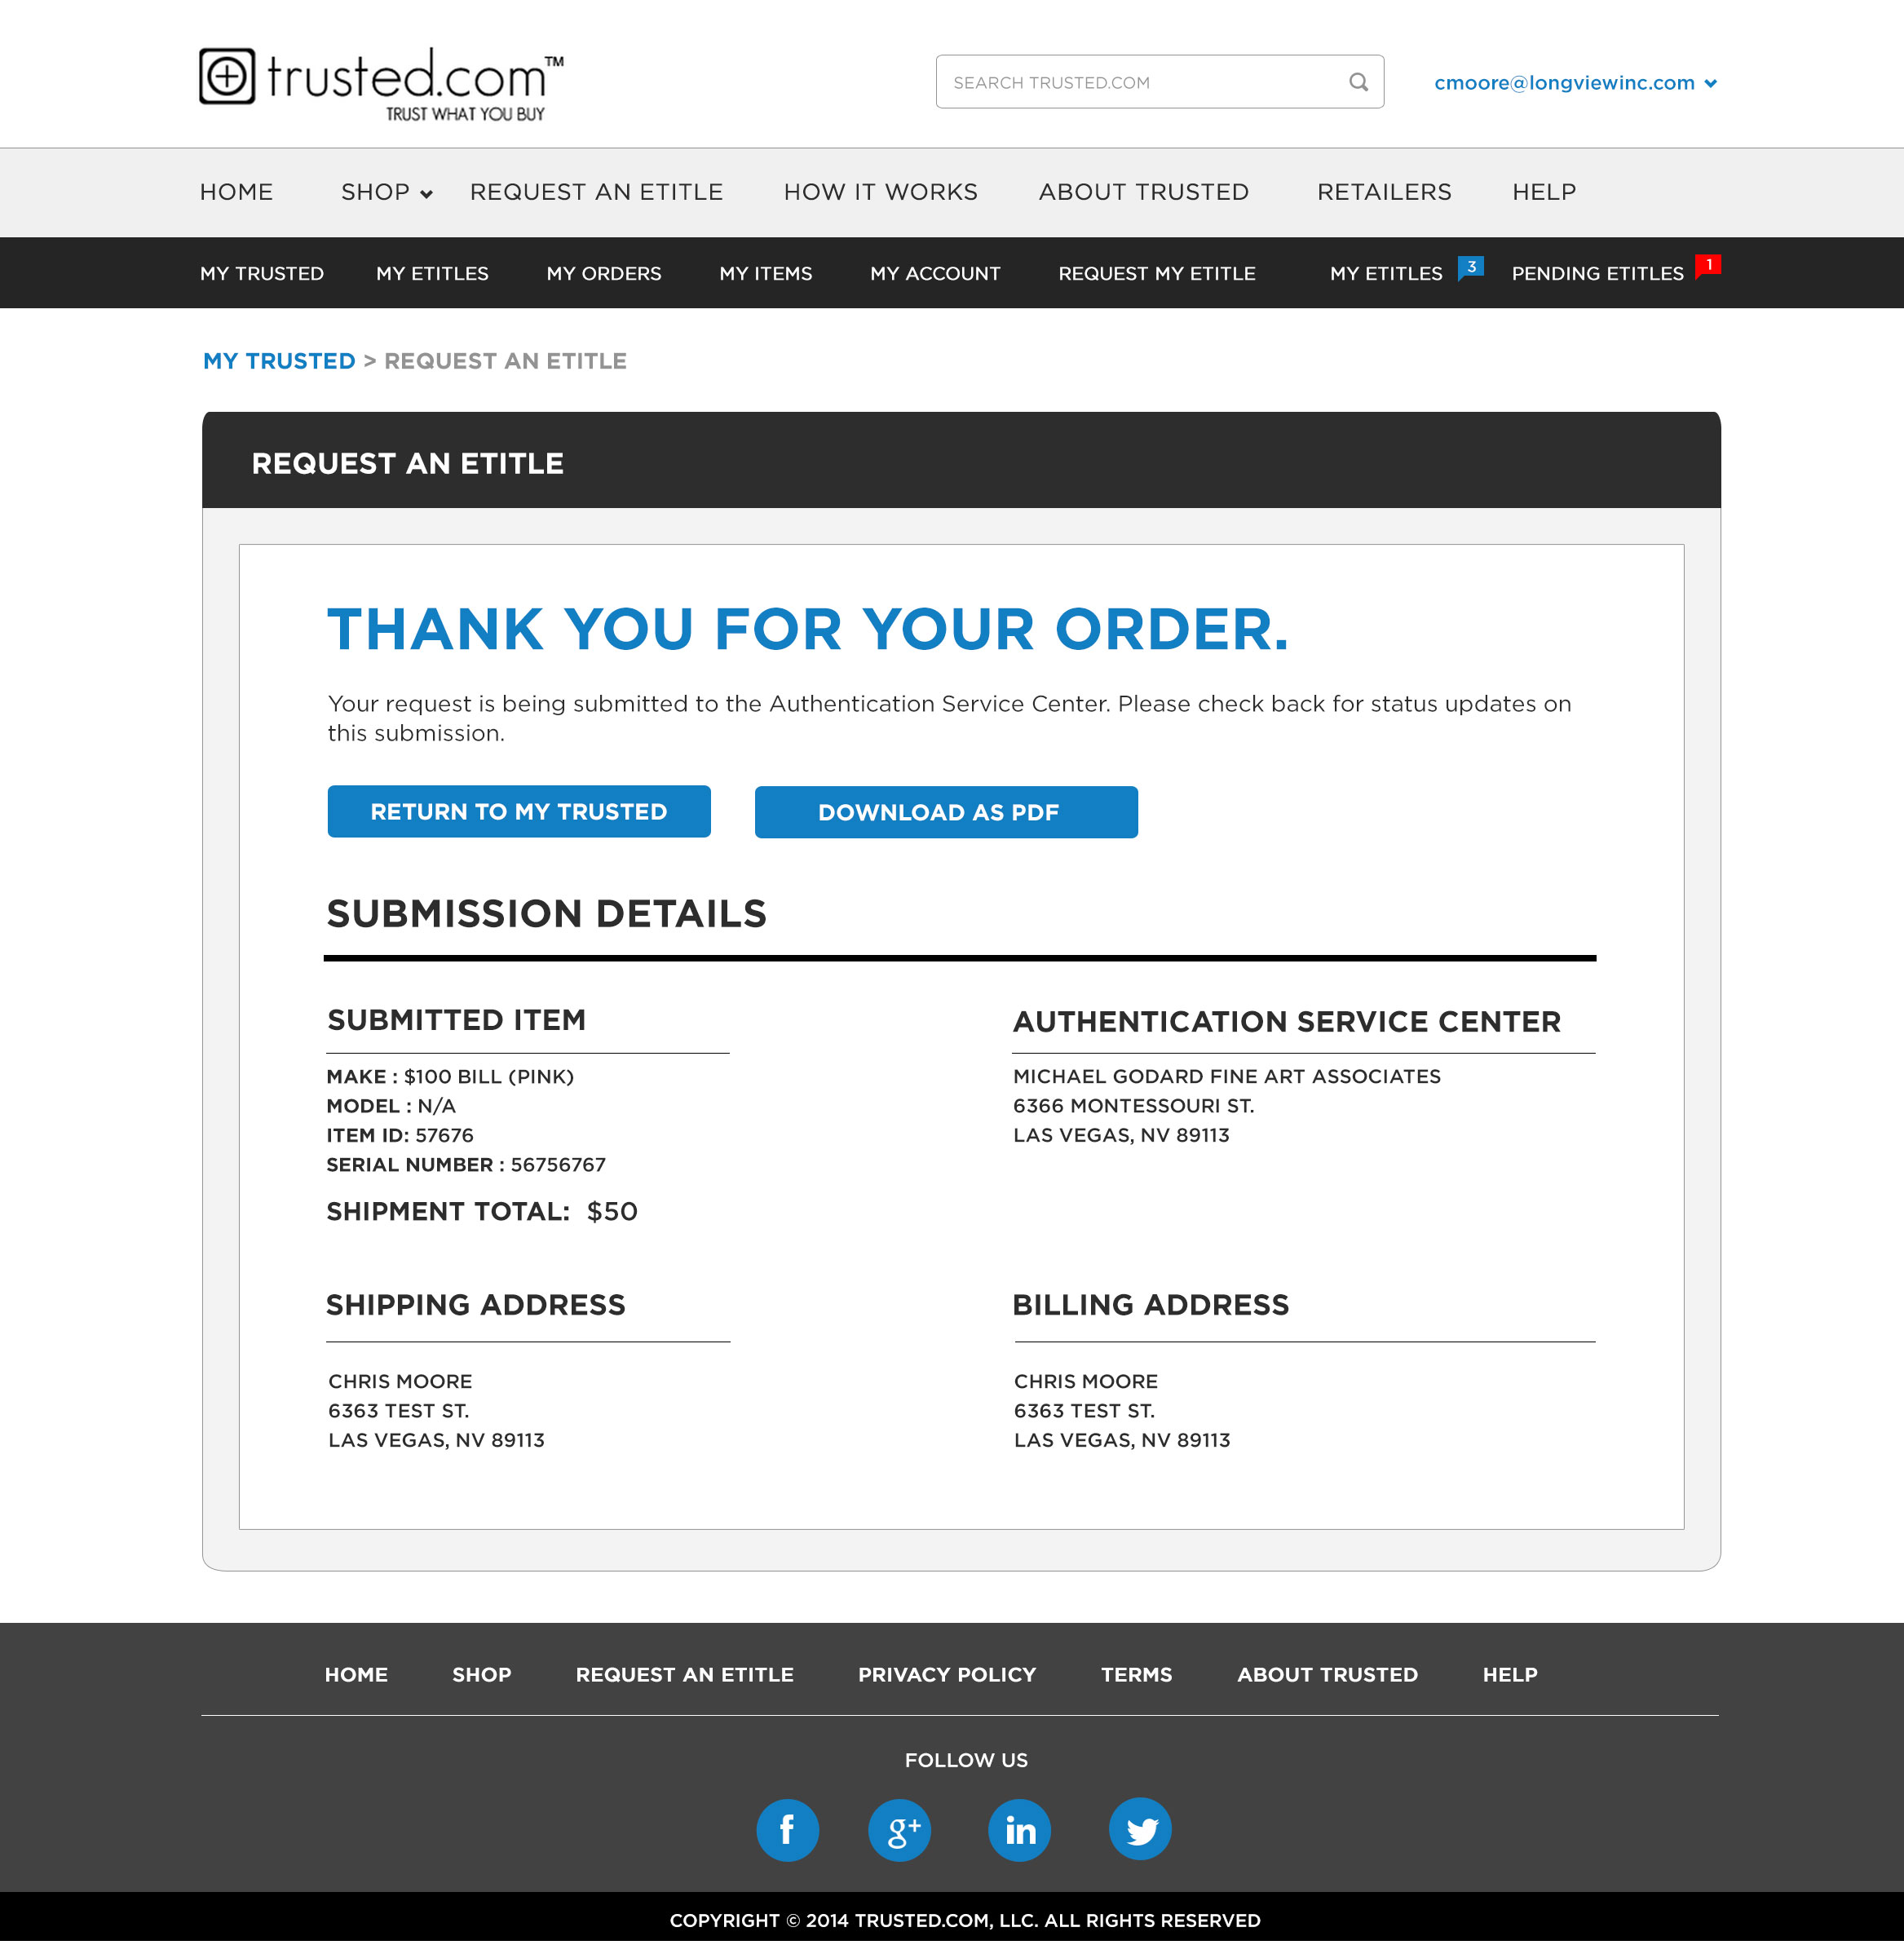 trusted.com™
TRUST WHAT YOU BUY
SEARCH TRUSTED.COM
cmoore@longviewinc.com
HOME SHOP REQUEST AN ETITLE HOW IT WORKS ABOUT TRUSTED RETAILERS HELP
MY TRUSTED MY ETITLES MY ORDERS MY ITEMS MY ACCOUNT REQUEST MY ETITLE MY ETITLES 3 PENDING ETITLES 1
MY TRUSTED > REQUEST AN ETITLE
REQUEST AN ETITLE
THANK YOU FOR YOUR ORDER.
Your request is being submitted to the Authentication Service Center. Please check back for status updates on
this submission.
RETURN TO MY TRUSTED
DOWNLOAD AS PDF
SUBMISSION DETAILS
SUBMITTED ITEM
MAKE : $100 BILL (PINK)
MODEL : N/A
ITEM ID: 57676
SERIAL NUMBER : 56756767
SHIPMENT TOTAL: $50
AUTHENTICATION SERVICE CENTER
MICHAEL GODARD FINE ART ASSOCIATES
6366 MONTESSOURI ST.
LAS VEGAS, NV 89113
SHIPPING ADDRESS
CHRIS MOORE
6363 TEST ST.
LAS VEGAS, NV 89113
BILLING ADDRESS
CHRIS MOORE
6363 TEST ST.
LAS VEGAS, NV 89113
HOME SHOP REQUEST AN ETITLE PRIVACY POLICY TERMS ABOUT TRUSTED HELP
FOLLOW US
f g+ in
COPYRIGHT © 2014 TRUSTED.COM, LLC. ALL RIGHTS RESERVED